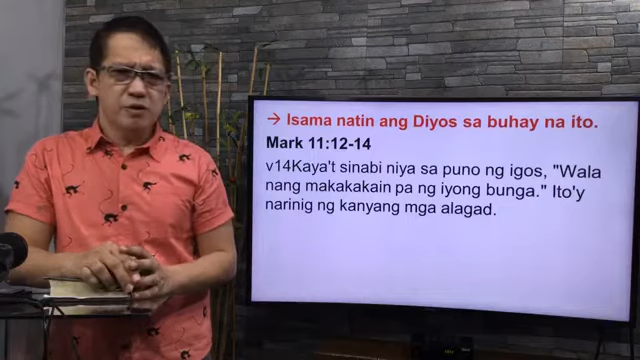 → Isama natin ang Diyos sa buhay na ito.
Mark 11:12-14
v14Kaya't sinabi niya sa puno ng igos, "Wala
nang makakakain pa ng iyong bunga." Ito'y
narinig ng kanyang mga alagad.